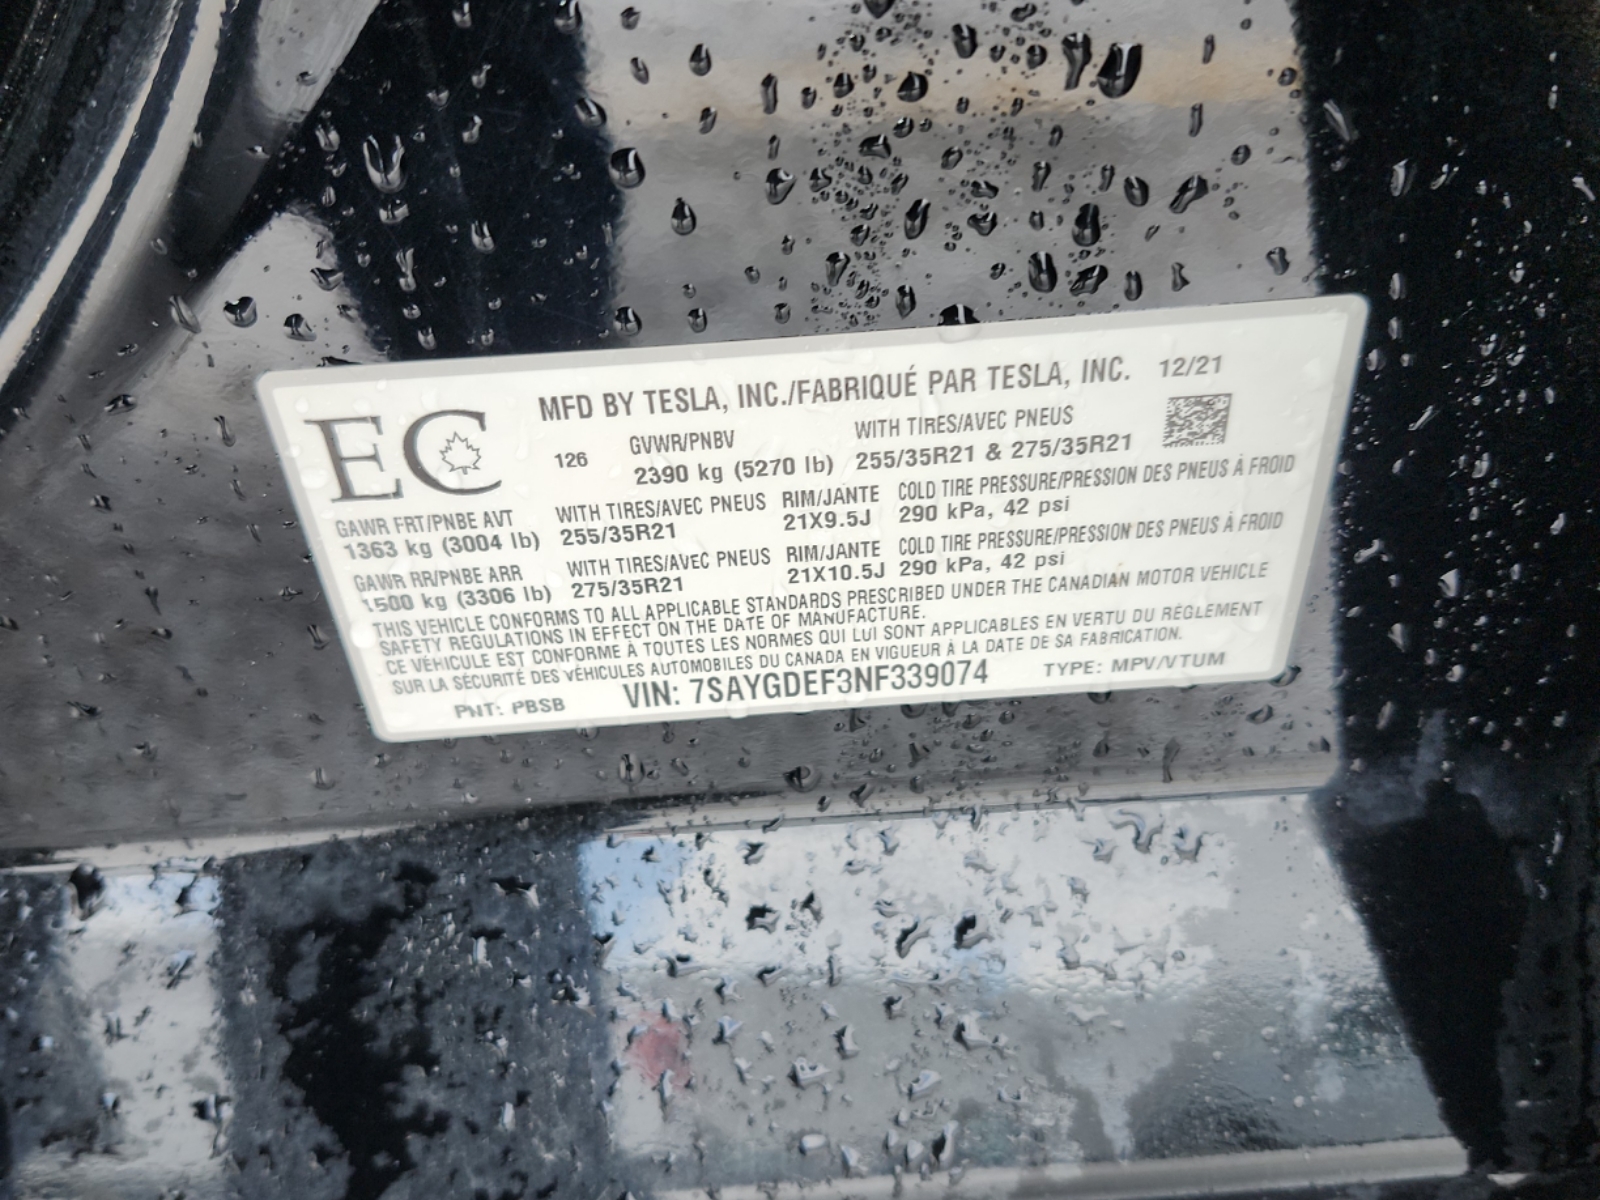 MFD BY TESLA, INC./FABRIQUÉ PAR TESLA, INC. 12/21
EC
126
GVWR/PNBV
2390 kg (5270 lb)
WITH TIRES/AVEC PNEUS
255/35R21 & 275/35R21
GAWR FRT/PNBE AVT
1363 kg (3004 lb)
WITH TIRES/AVEC PNEUS
255/35R21
RIM/JANTE
21X9.5J
COLD TIRE PRESSURE/PRESSION DES PNEUS À FROID
290 kPa, 42 psi
GAWR RR/PNBE ARR
1500 kg (3306 lb)
WITH TIRES/AVEC PNEUS
275/35R21
RIM/JANTE
21X10.5J
COLD TIRE PRESSURE/PRESSION DES PNEUS À FROID
290 kPa, 42 psi
THIS VEHICLE CONFORMS TO ALL APPLICABLE STANDARDS PRESCRIBED UNDER THE CANADIAN MOTOR VEHICLE
SAFETY REGULATIONS IN EFFECT ON THE DATE OF MANUFACTURE.
CE VÉHICULE EST CONFORME À TOUTES LES NORMES QUI LUI SONT APPLICABLES EN VERTU DU RÈGLEMENT
SUR LA SÉCURITÉ DES VÉHICULES AUTOMOBILES DU CANADA EN VIGUEUR À LA DATE DE SA FABRICATION.
PNT: PBSB VIN: 7SAYGDEF3NF339074 TYPE: MPV/VTUM